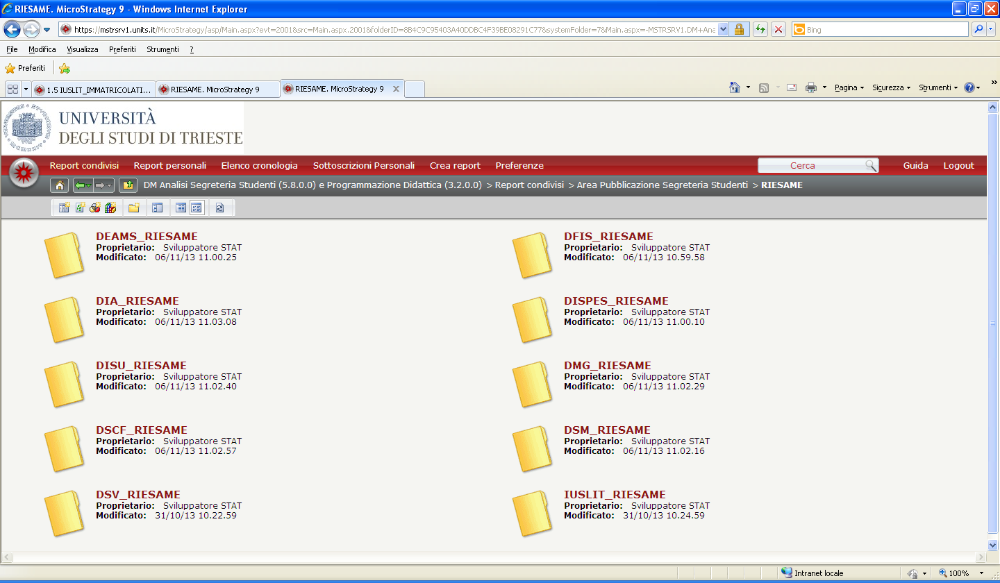 RIESAME. MicroStrategy 9 - Windows Internet Explorer
https://mstrsrv1.units.it/MicroStrategy/asp/Main.aspx?evt=2001&src=Main.aspx.2001&folderID=8B4C9C95403A40DDBC4F39BE08291C77&systemFolder=7&Main.aspx=-MSTRSRV1.DM+Ana
Bing
File Modifica Visualizza Preferiti Strumenti ?
Preferiti
1.5 IUSLIT_IMMATRICOLATI... RIESAME. MicroStrategy 9 RIESAME. MicroStrategy 9 Pagina Sicurezza Strumenti
UNIVERSITÀ
DEGLI STUDI DI TRIESTE
Report condivisi Report personali Elenco cronologia Sottoscrizioni Personali Crea report Preferenze Cerca Guida Logout
DM Analisi Segreteria Studenti (5.8.0.0) e Programmazione Didattica (3.2.0.0) > Report condivisi > Area Pubblicazione Segreteria Studenti > RIESAME
DEAMS_RIESAME
Proprietario: Sviluppatore STAT
Modificato: 06/11/13 11.00.25
DFIS_RIESAME
Proprietario: Sviluppatore STAT
Modificato: 06/11/13 10.59.58
DIA_RIESAME
Proprietario: Sviluppatore STAT
Modificato: 06/11/13 11.03.08
DISPES_RIESAME
Proprietario: Sviluppatore STAT
Modificato: 06/11/13 11.00.10
DISU_RIESAME
Proprietario: Sviluppatore STAT
Modificato: 06/11/13 11.02.40
DMG_RIESAME
Proprietario: Sviluppatore STAT
Modificato: 06/11/13 11.02.29
DSCF_RIESAME
Proprietario: Sviluppatore STAT
Modificato: 06/11/13 11.02.57
DSM_RIESAME
Proprietario: Sviluppatore STAT
Modificato: 06/11/13 11.02.16
DSV_RIESAME
Proprietario: Sviluppatore STAT
Modificato: 31/10/13 10.22.59
IUSLIT_RIESAME
Proprietario: Sviluppatore STAT
Modificato: 31/10/13 10.24.59
Intranet locale 100%